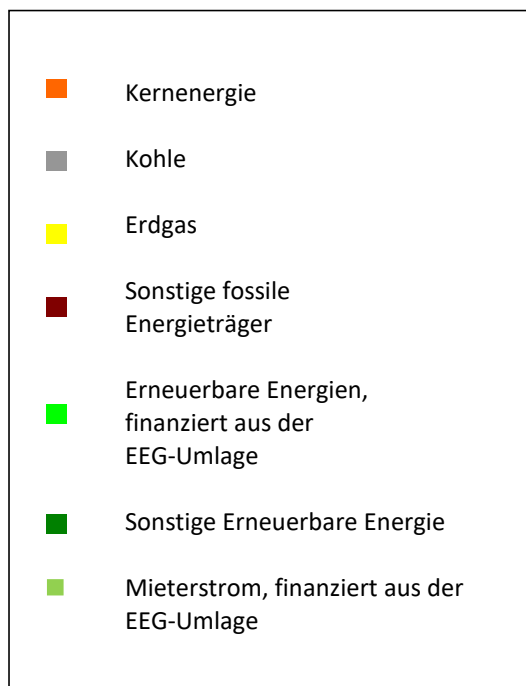 Kernenergie
Kohle
Erdgas
Sonstige fossile
Energieträger
Erneuerbare Energien,
finanziert aus der
EEG-Umlage
Sonstige Erneuerbare Energie
Mieterstrom, finanziert aus der
EEG-Umlage